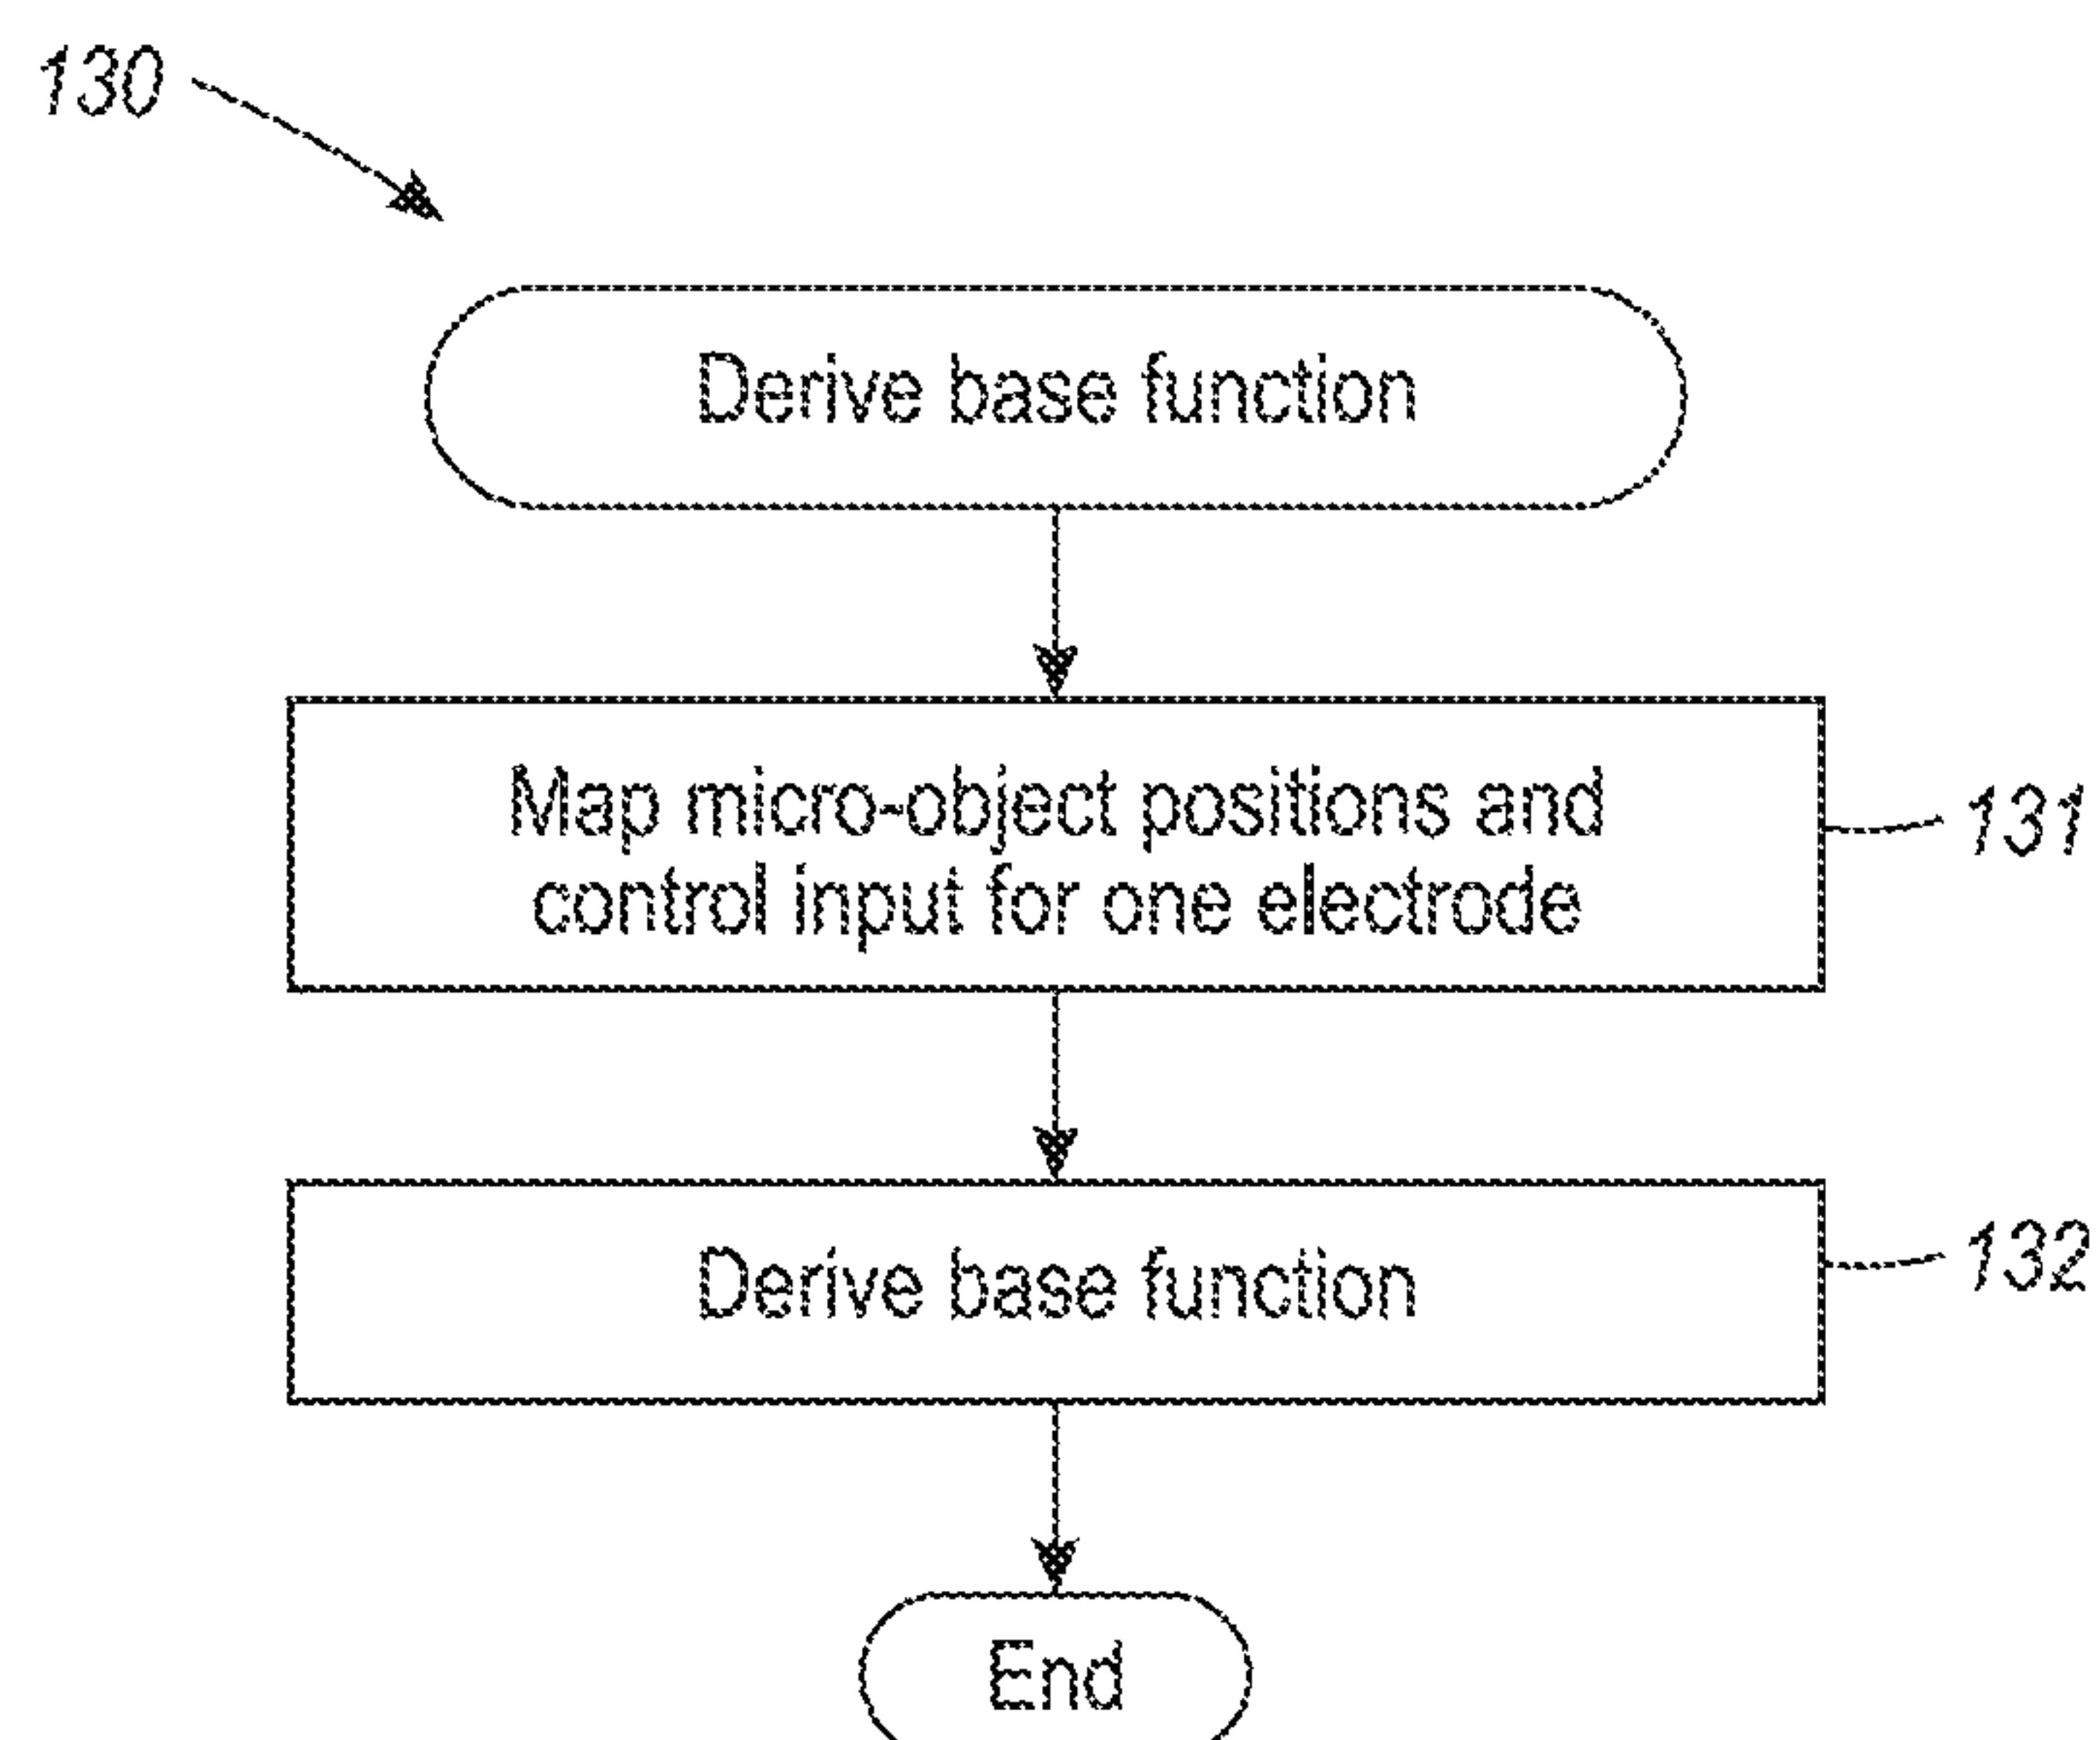 130
Derive base function
Map micro-object positions and
control input for one electrode
131
Derive base function
132
End